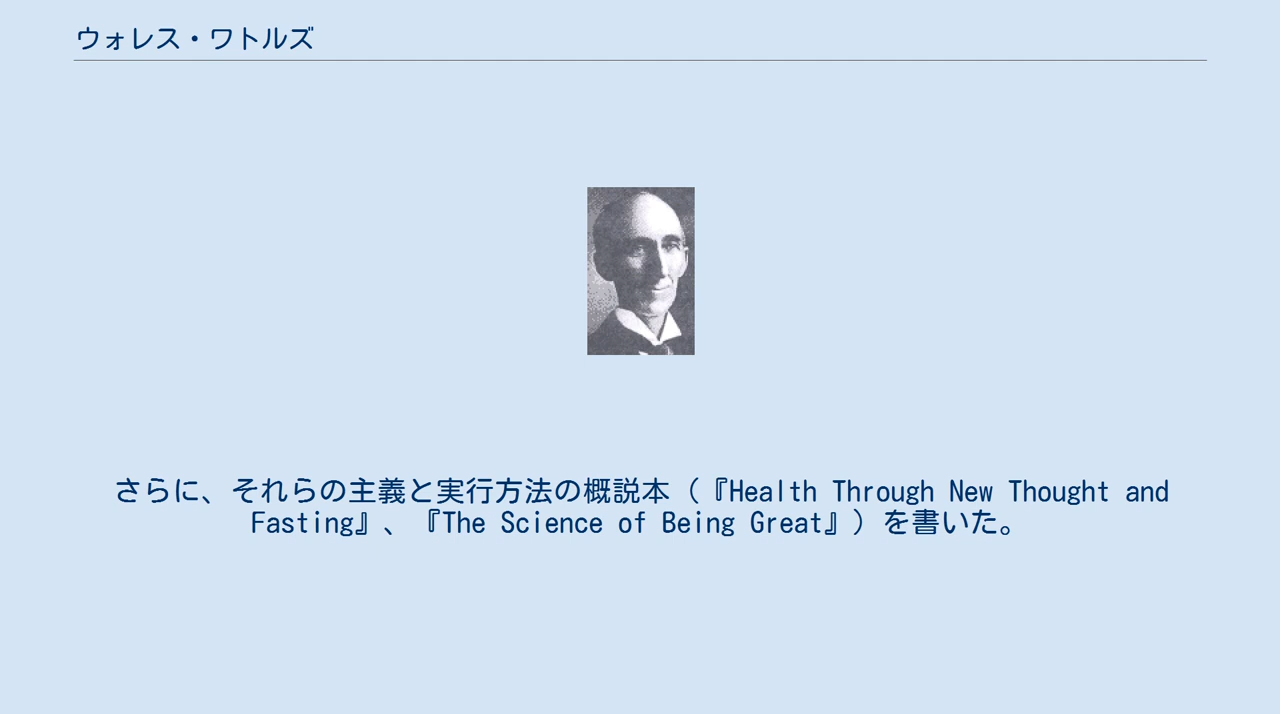 ウォレス・ワトルズ
さらに、それらの主義と実行方法の概説本（『Health Through New Thought and
Fasting』、『The Science of Being Great』）を書いた。